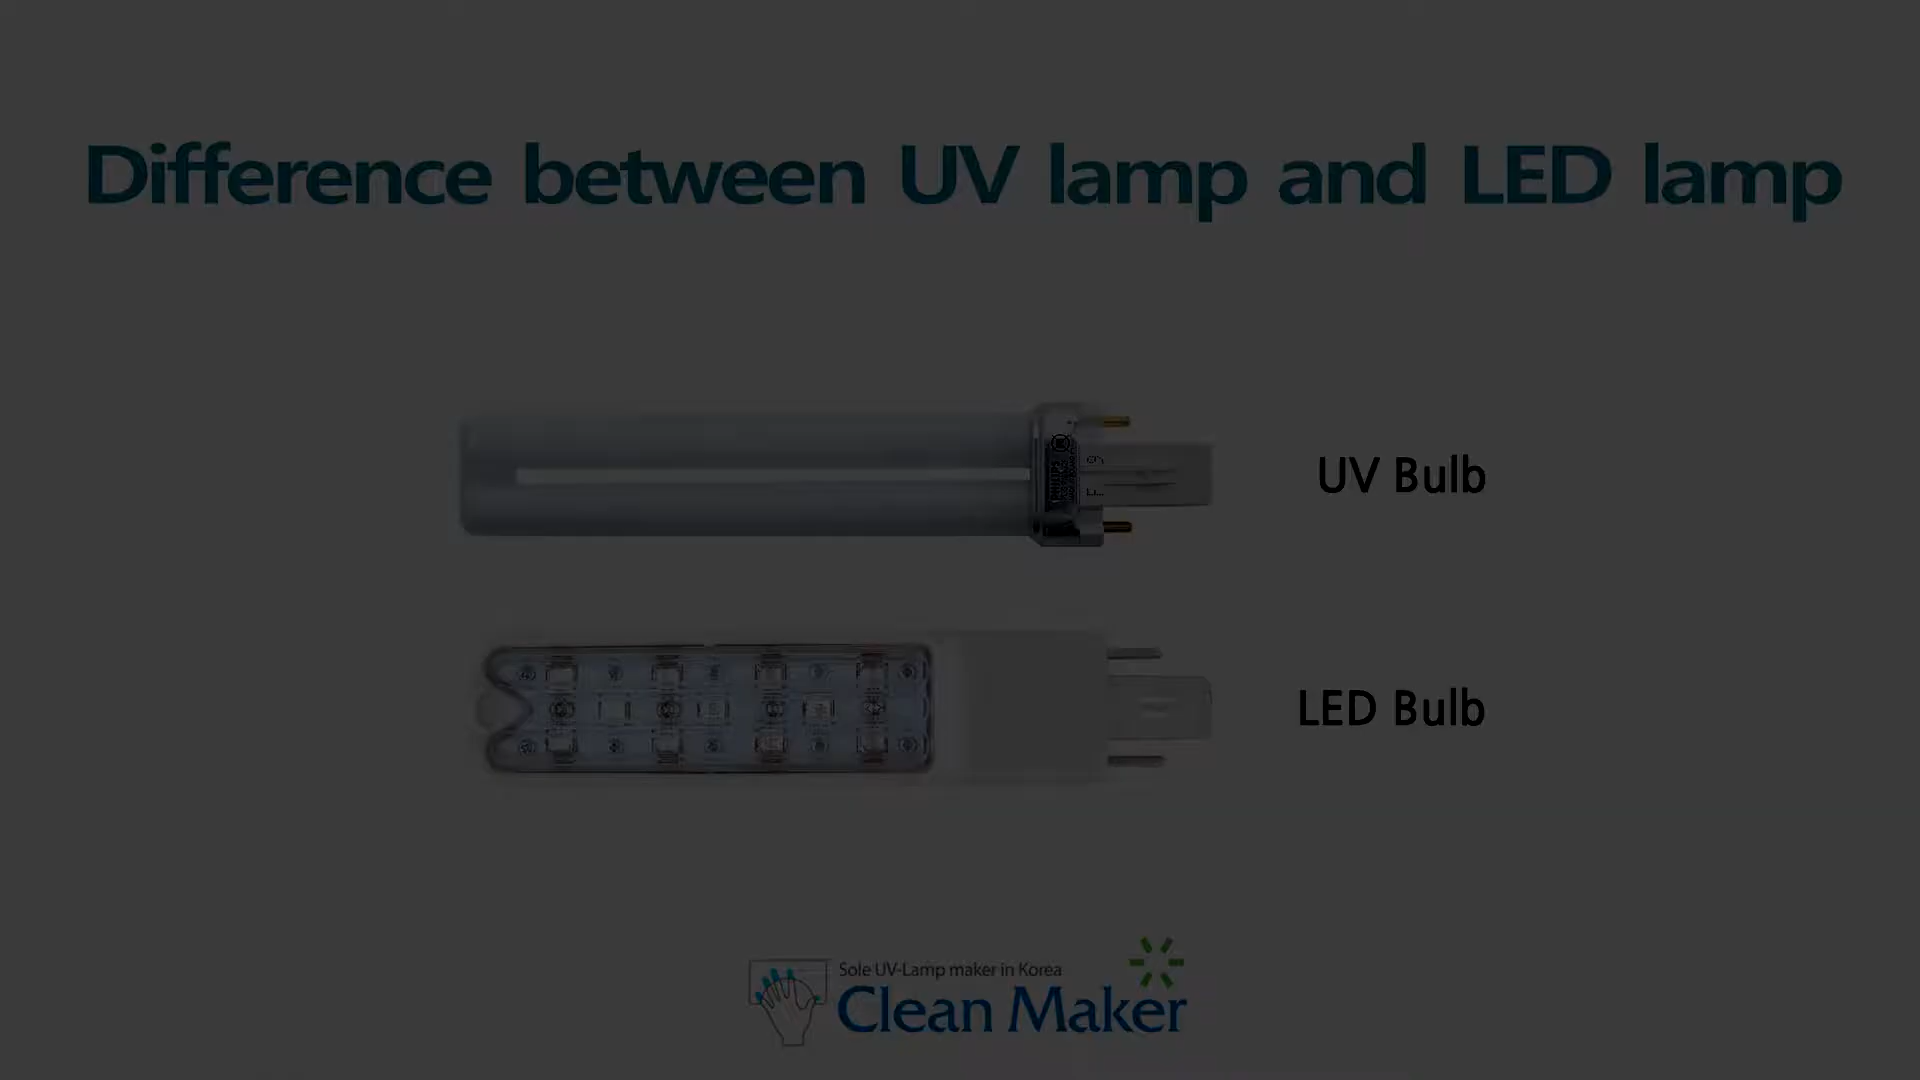 Difference between UV lamp and LED lamp
PHILIPS
UV Bulb
LED Bulb
Sole UV-Lamp maker in Korea
Clean Maker